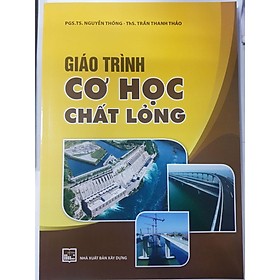 PGS.TS. NGUYỄN THỐNG - ThS. TRẦN THANH THẢO
GIÁO TRÌNH
CƠ HỌC
CHẤT LỎNG
NHÀ XUẤT BẢN XÂY DỰNG